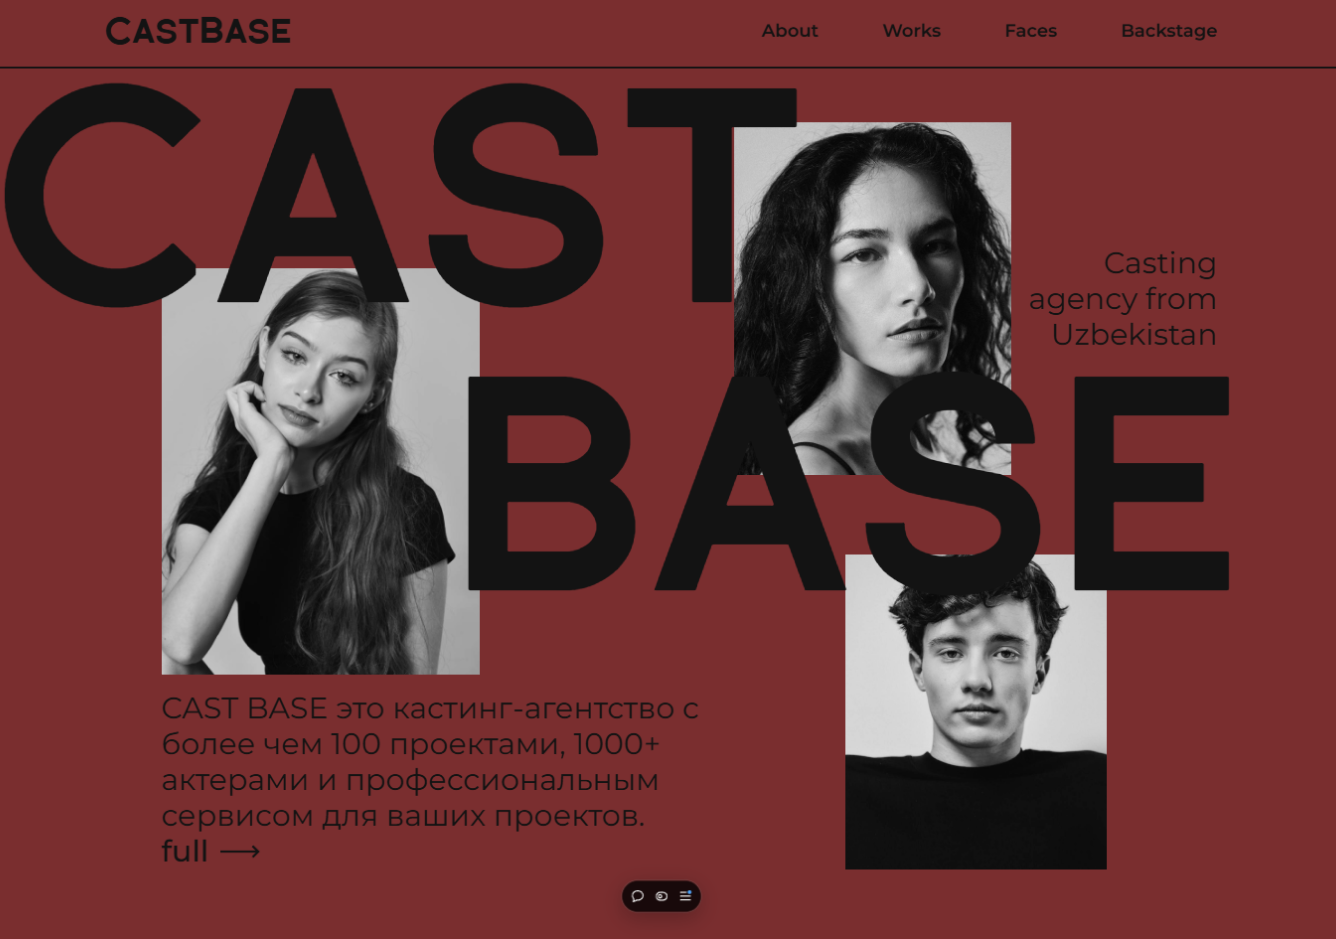 CASTBASE
About Works Faces Backstage
CAST
Casting
agency from
Uzbekistan
BASE
CAST BASE это кастинг-агентство с
более чем 100 проектами, 1000+
актерами и профессиональным
сервисом для ваших проектов.
full ⟶